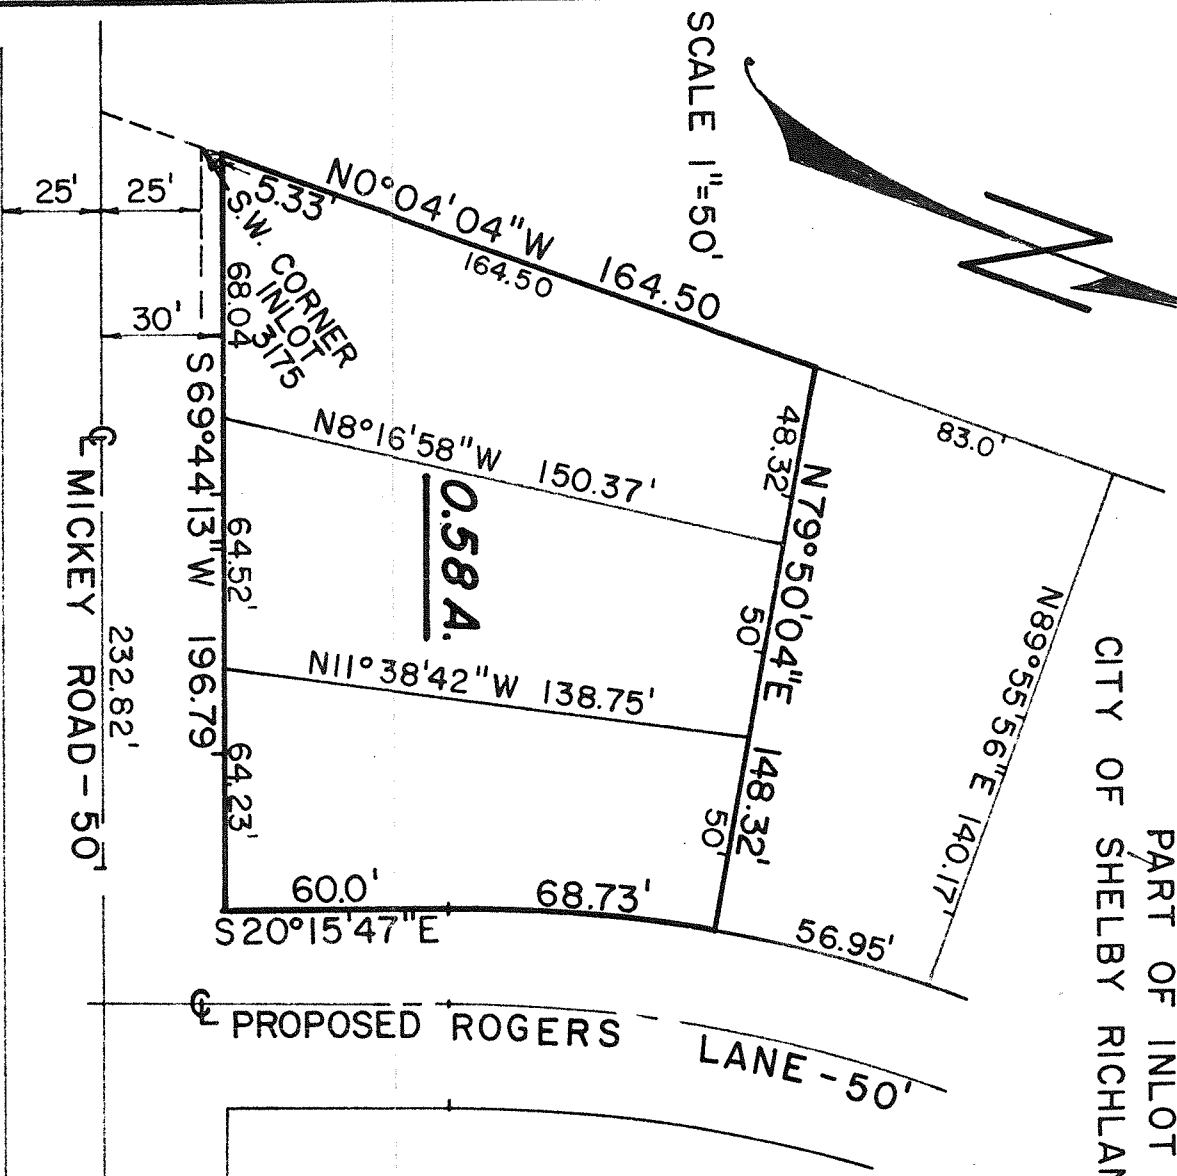 SCALE 1"=50'
PART OF INLOT
CITY OF SHELBY RICHLAN
N
25'
25'
30'
5.33'
S.W. CORNER
INLOT
3175
N0°04'04"W 164.50
164.50
83.0'
N89°55'56"E 140.17'
N79°50'04"E 148.32'
48.32'
50'
50'
N8°16'58"W 150.37'
0.58 A.
N11°38'42"W 138.75'
S69°44'13"W 196.79'
68.04
64.52'
64.23'
60.0'
68.73'
56.95'
S20°15'47"E
℄ MICKEY ROAD-50'
232.82'
℄ PROPOSED ROGERS LANE-50'